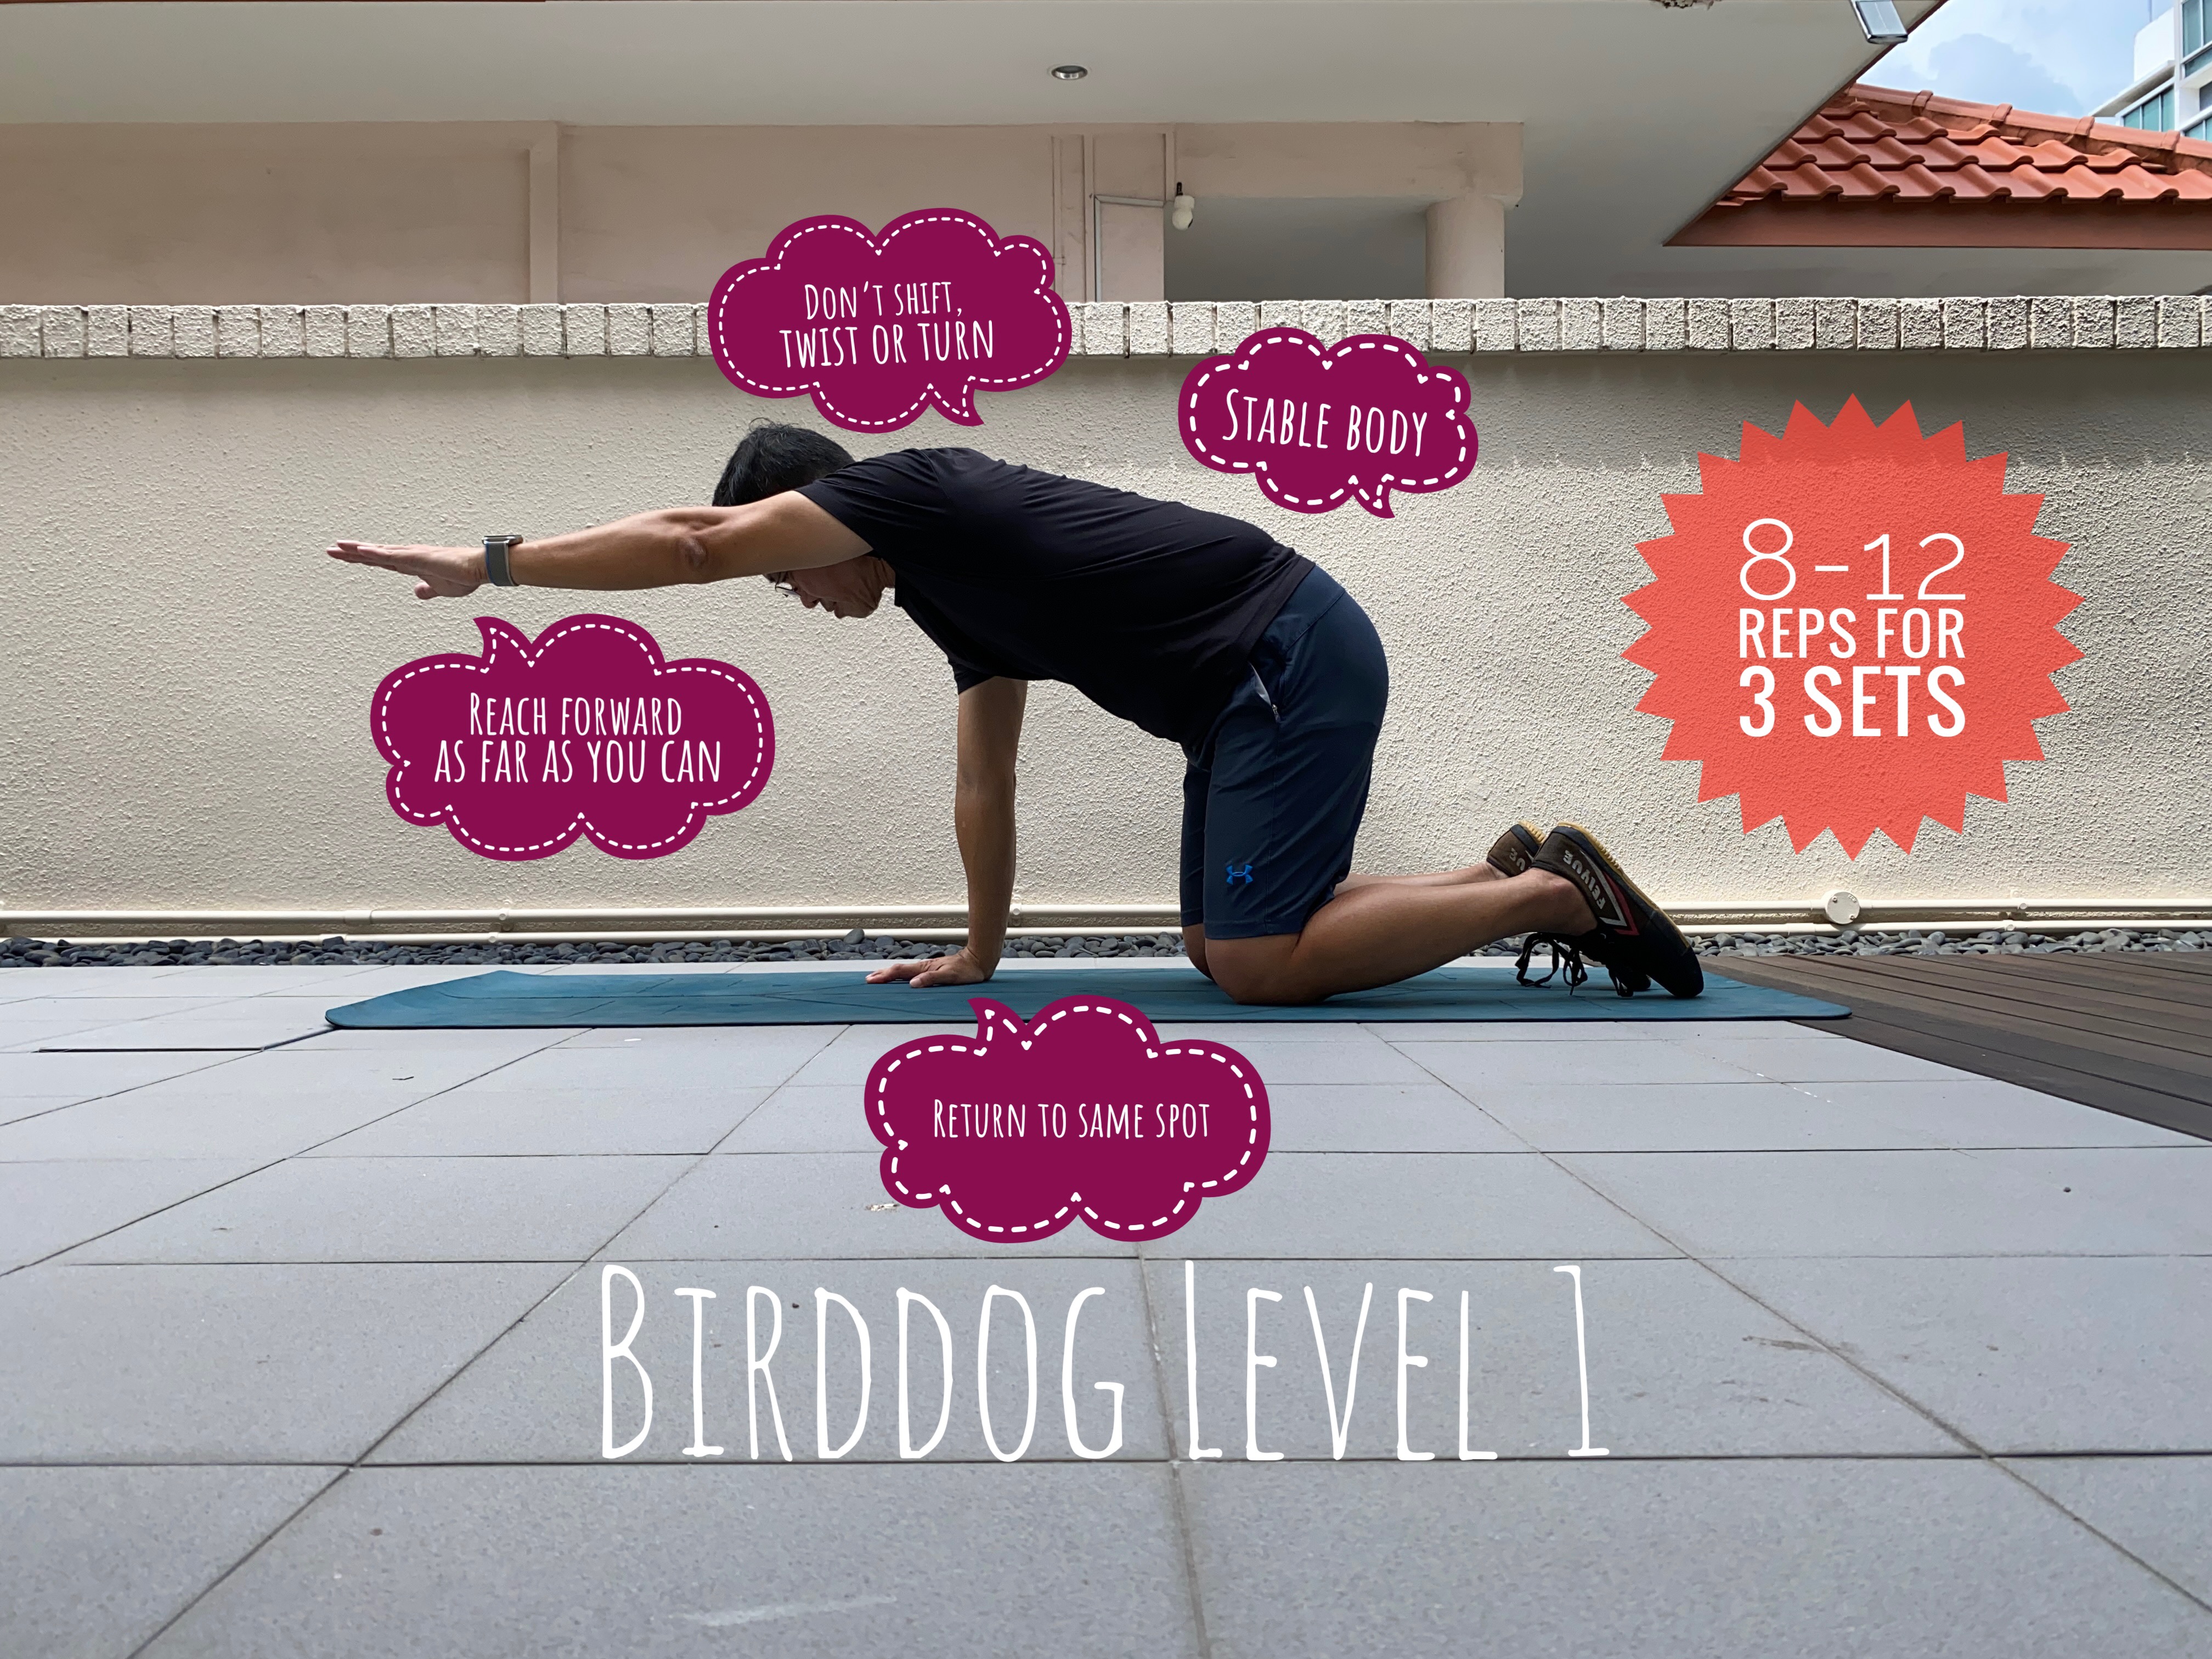 Don't shift,
twist or turn
Stable body
8-12
REPS FOR
3 SETS
Reach forward
as far as you can
FEIYUE
Return to same spot
Birddog Level 1